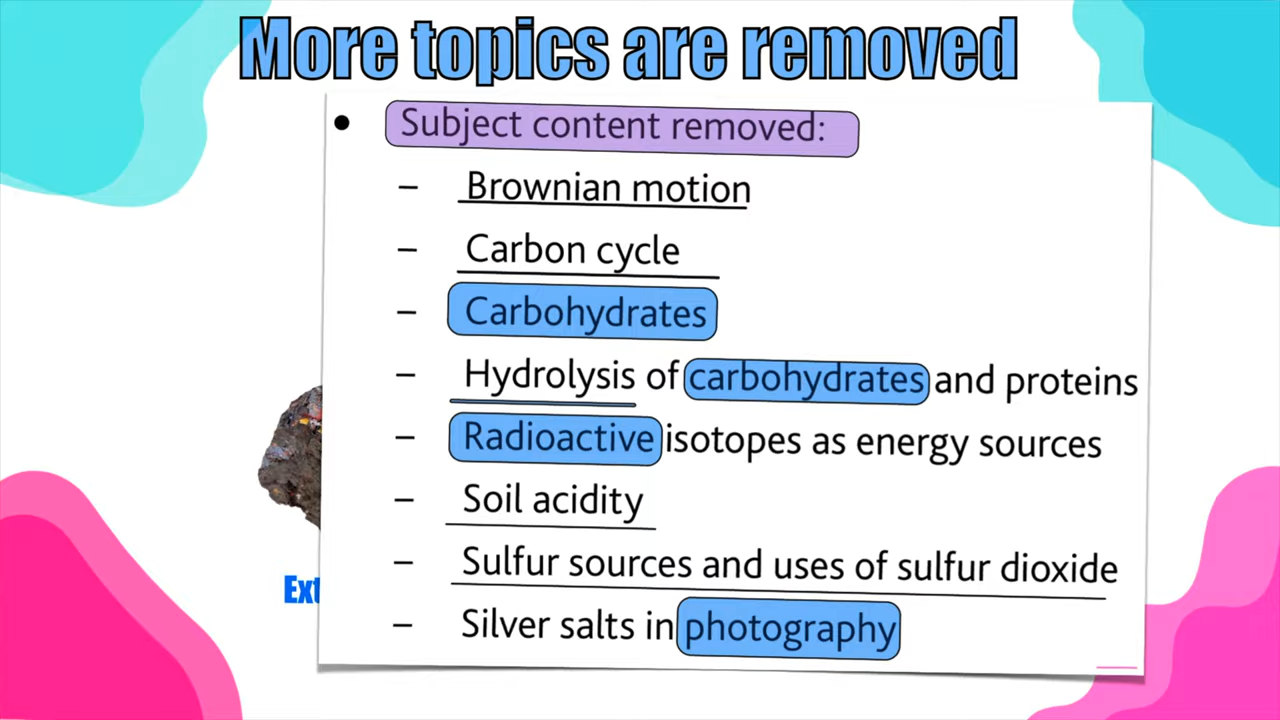 More topics are removed
• Subject content removed:
– Brownian motion
– Carbon cycle
– Carbohydrates
– Hydrolysis of carbohydrates and proteins
– Radioactive isotopes as energy sources
– Soil acidity
– Sulfur sources and uses of sulfur dioxide
– Silver salts in photography
Ext